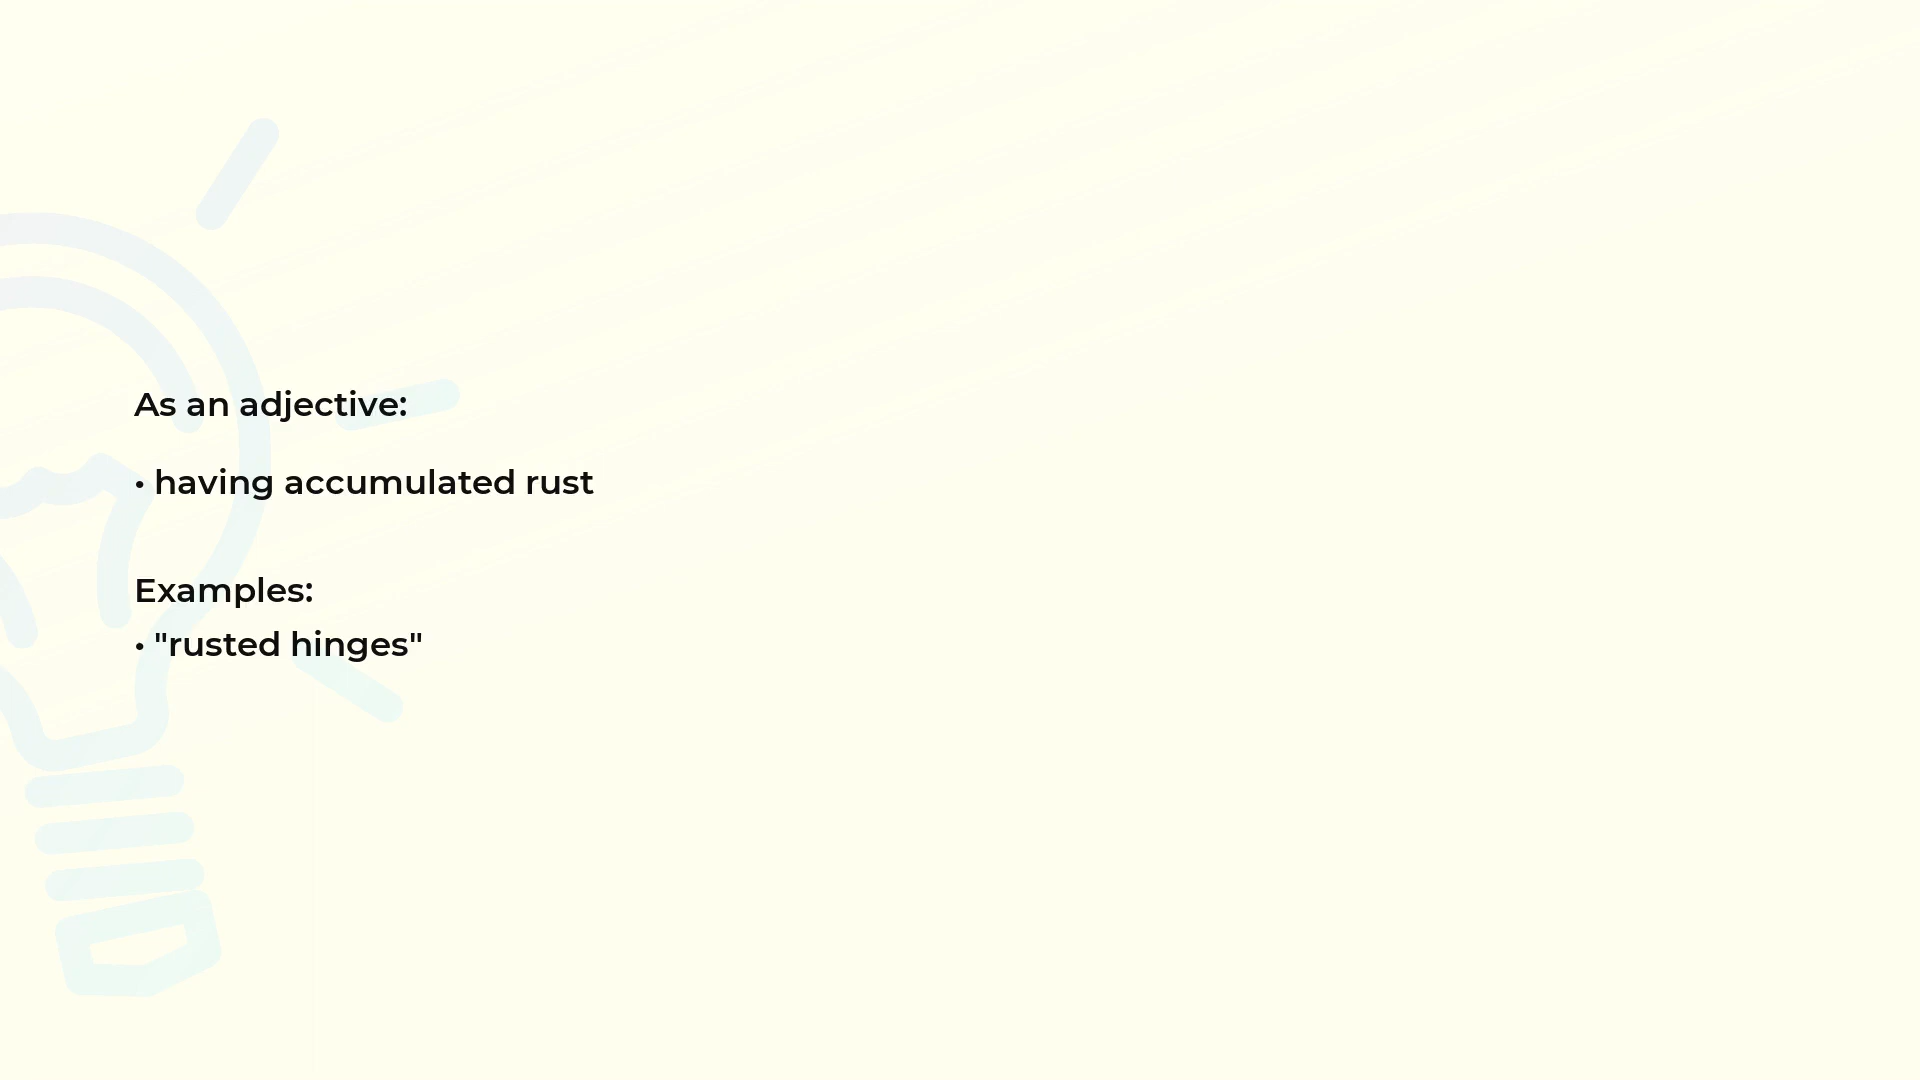 As an adjective:
• having accumulated rust
Examples:
• "rusted hinges"